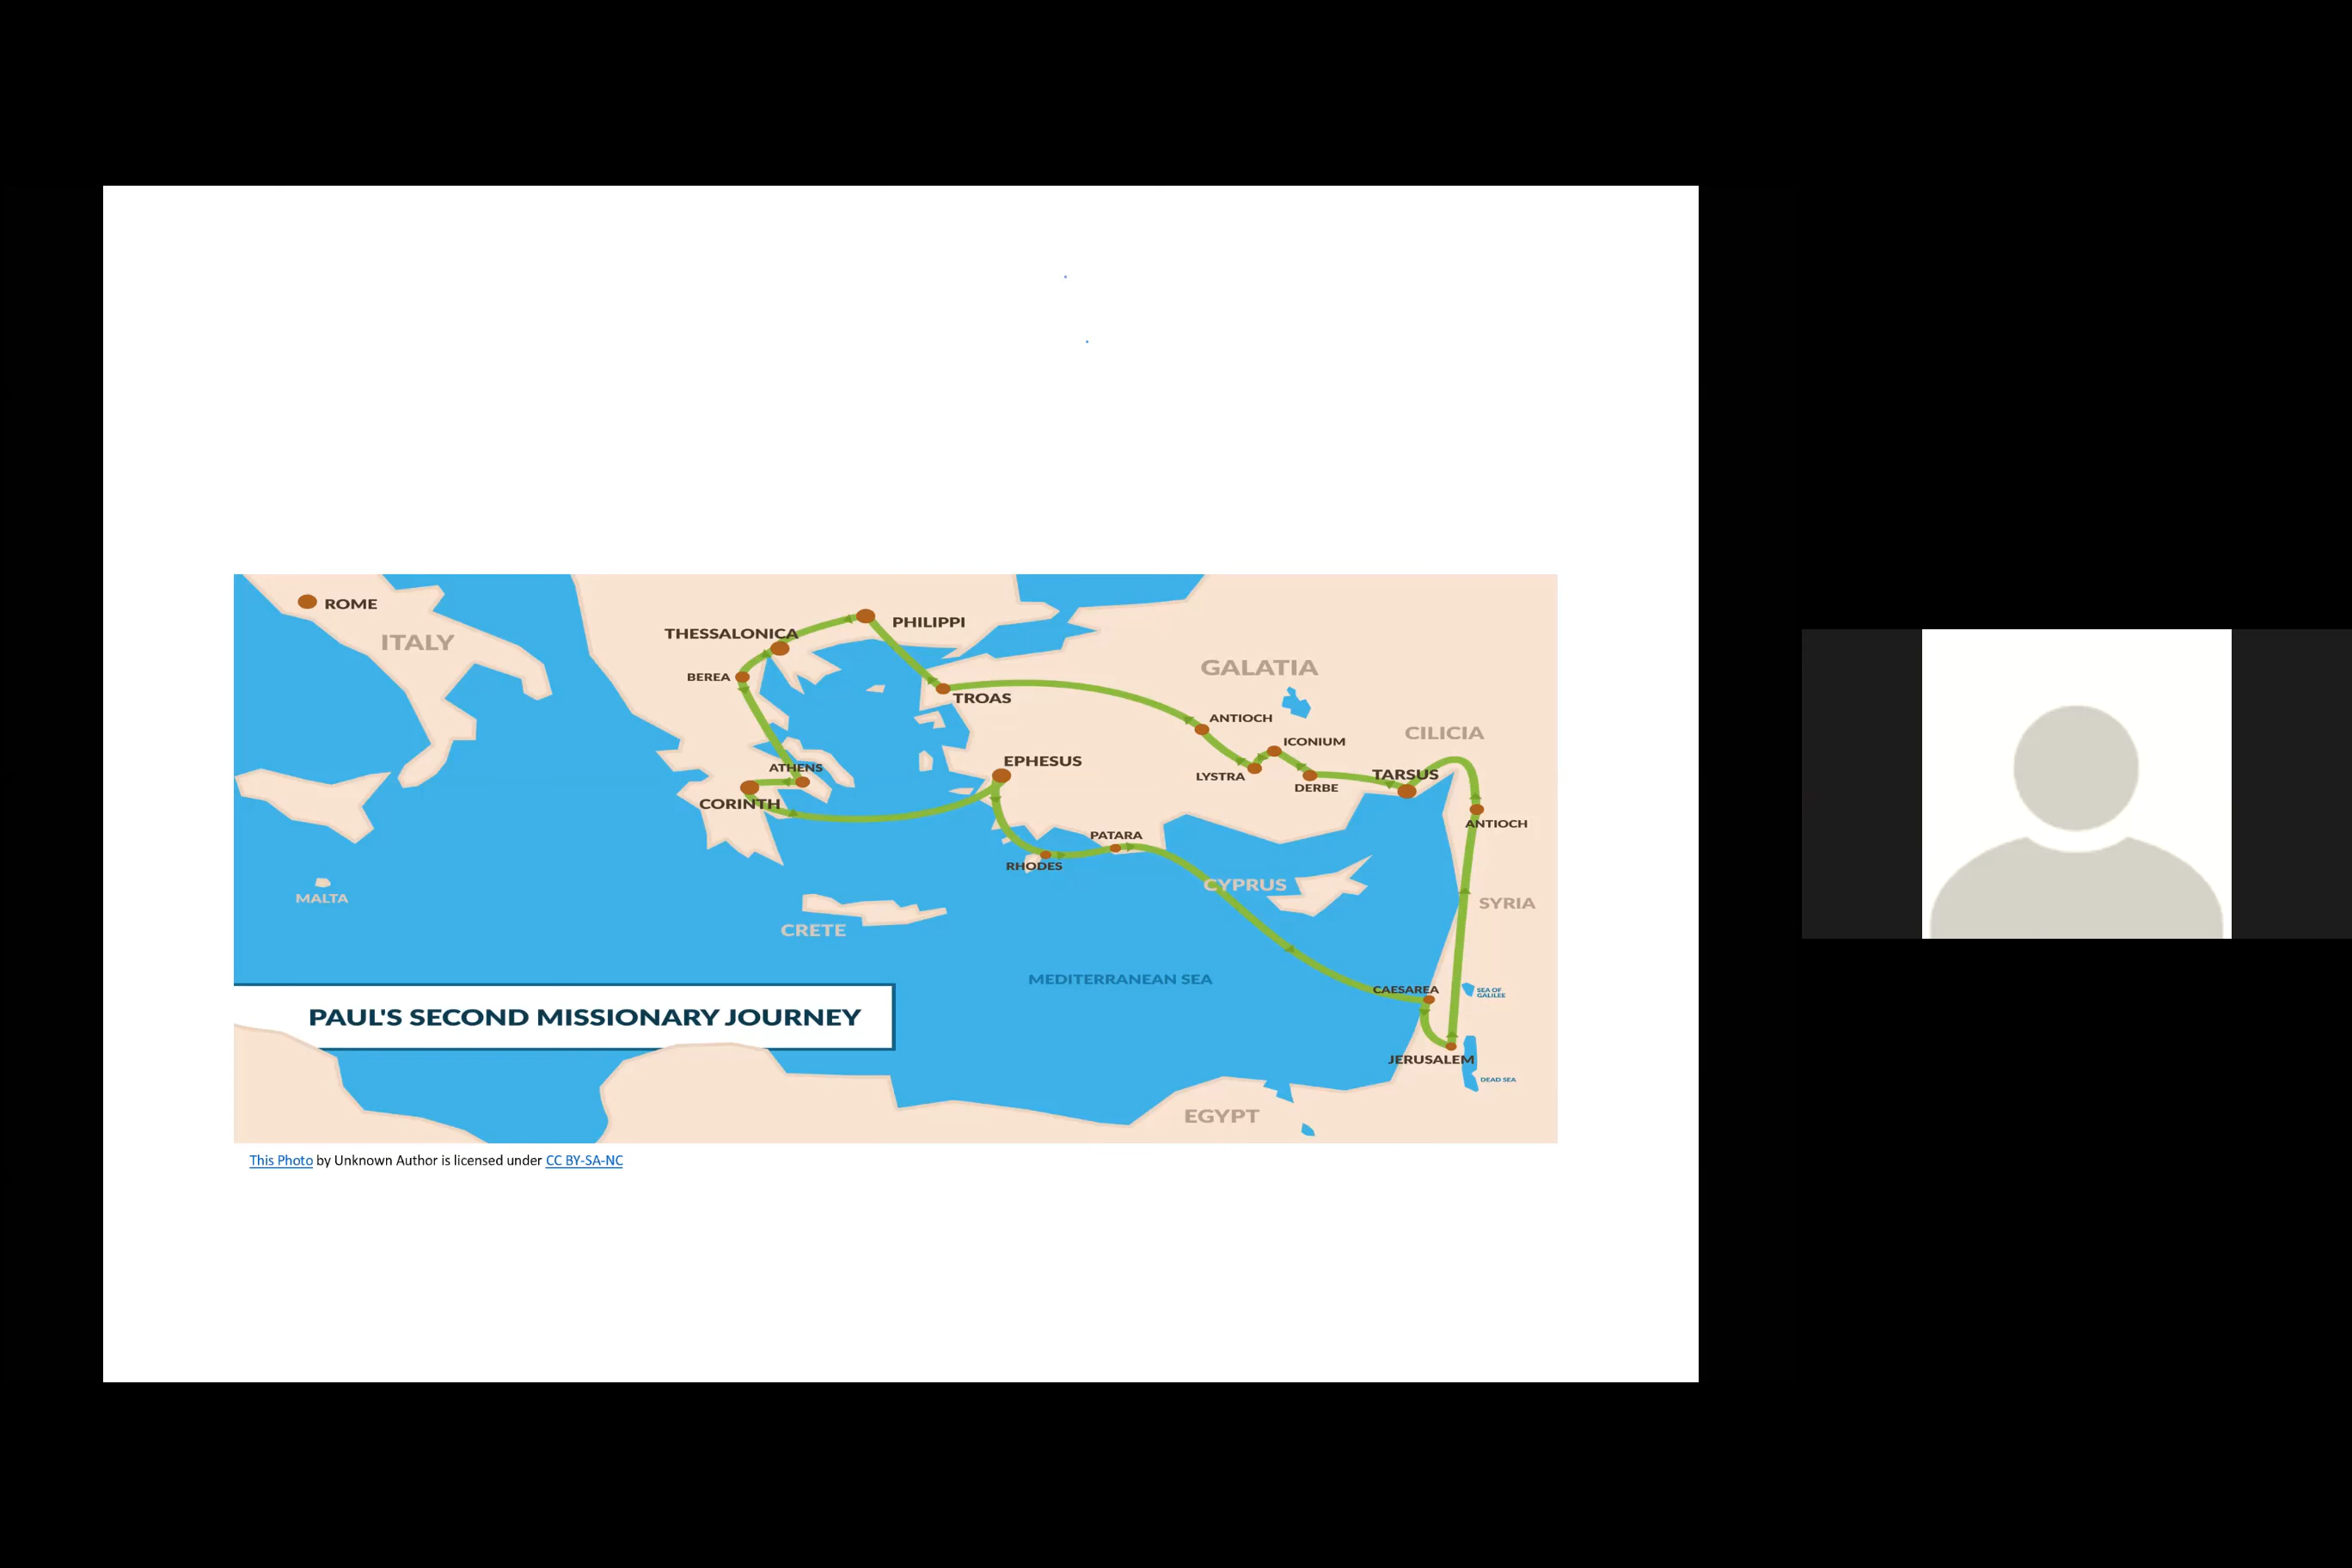 ROME
ITALY
THESSALONICA
PHILIPPI
BEREA
TROAS
GALATIA
ANTIOCH
ICONIUM
CILICIA
LYSTRA
DERBE
TARSUS
EPHESUS
ATHENS
CORINTH
ANTIOCH
PATARA
RHODES
CYPRUS
SYRIA
MALTA
CRETE
MEDITERRANEAN SEA
CAESAREA
SEA OF
GALILEE
PAUL'S SECOND MISSIONARY JOURNEY
JERUSALEM
DEAD SEA
EGYPT
This Photo by Unknown Author is licensed under CC BY-SA-NC